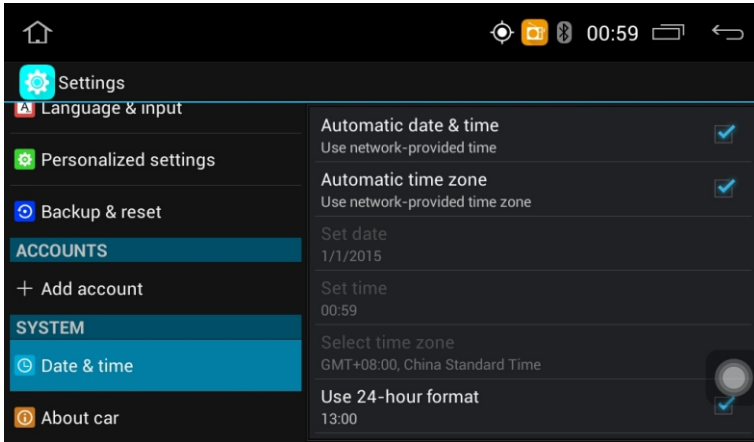 00:59
Settings
Language & input
Personalized settings
Backup & reset
ACCOUNTS
+ Add account
SYSTEM
Date & time
About car
Automatic date & time
Use network-provided time
Automatic time zone
Use network-provided time zone
Set date
1/1/2015
Set time
00:59
Select time zone
GMT+08:00, China Standard Time
Use 24-hour format
13:00